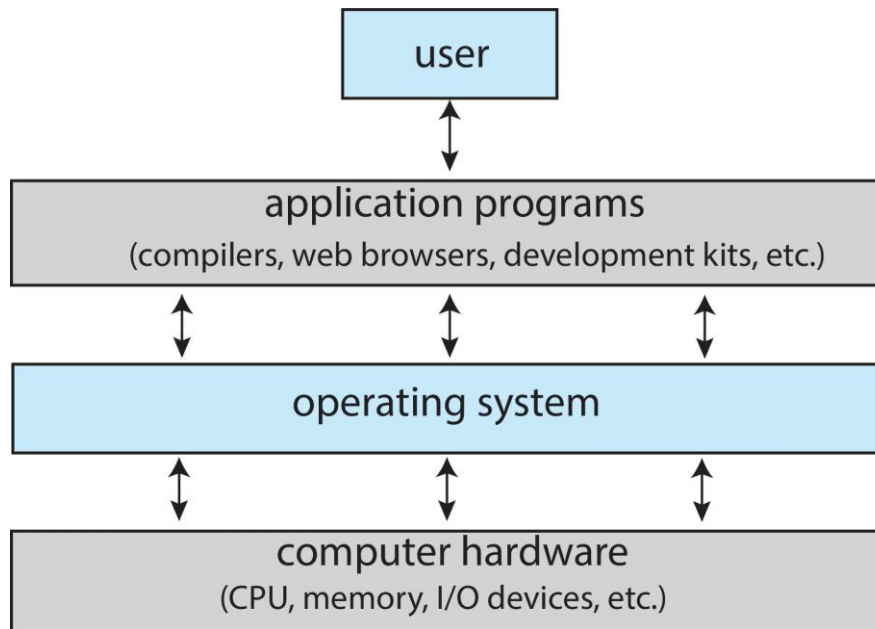 user
application programs
(compilers, web browsers, development kits, etc.)
operating system
computer hardware
(CPU, memory, I/O devices, etc.)